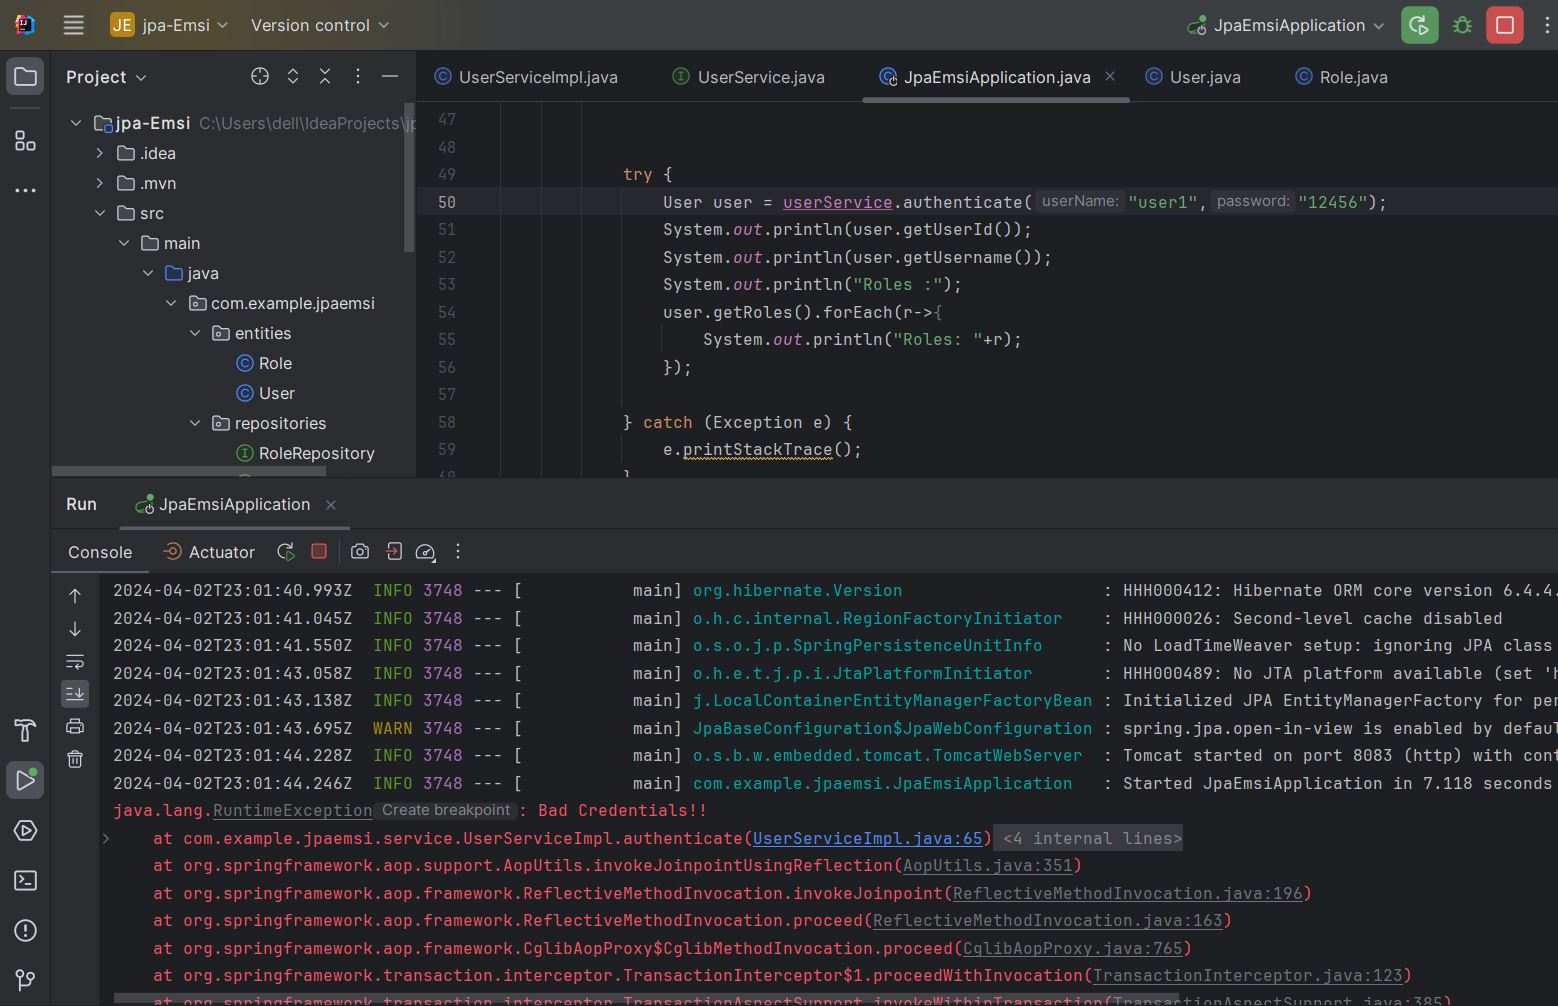 JE jpa-Emsi Version control JpaEmsiApplication
Project
UserServiceImpl.java UserService.java JpaEmsiApplication.java User.java Role.java
jpa-Emsi C:\Users\dell\IdeaProjects\jp
.idea
.mvn
src
main
java
com.example.jpaemsi
entities
Role
User
repositories
RoleRepository
47
48
49 try {
50 User user = userService.authenticate( userName: "user1", password: "12456");
51 System.out.println(user.getUserId());
52 System.out.println(user.getUsername());
53 System.out.println("Roles :");
54 user.getRoles().forEach(r->{
55 System.out.println("Roles: "+r);
56 });
57
58 } catch (Exception e) {
59 e.printStackTrace();
60 }
Run JpaEmsiApplication
Console Actuator
2024-04-02T23:01:40.993Z INFO 3748 --- [ main] org.hibernate.Version : HHH000412: Hibernate ORM core version 6.4.4.
2024-04-02T23:01:41.045Z INFO 3748 --- [ main] o.h.c.internal.RegionFactoryInitiator : HHH000026: Second-level cache disabled
2024-04-02T23:01:41.550Z INFO 3748 --- [ main] o.s.o.j.p.SpringPersistenceUnitInfo : No LoadTimeWeaver setup: ignoring JPA class
2024-04-02T23:01:43.058Z INFO 3748 --- [ main] o.h.e.t.j.p.i.JtaPlatformInitiator : HHH000489: No JTA platform available (set 'h
2024-04-02T23:01:43.138Z INFO 3748 --- [ main] j.LocalContainerEntityManagerFactoryBean : Initialized JPA EntityManagerFactory for per
2024-04-02T23:01:43.695Z WARN 3748 --- [ main] JpaBaseConfiguration$JpaWebConfiguration : spring.jpa.open-in-view is enabled by defaul
2024-04-02T23:01:44.228Z INFO 3748 --- [ main] o.s.b.w.embedded.tomcat.TomcatWebServer : Tomcat started on port 8083 (http) with cont
2024-04-02T23:01:44.246Z INFO 3748 --- [ main] com.example.jpaemsi.JpaEmsiApplication : Started JpaEmsiApplication in 7.118 seconds
java.lang.RuntimeException Create breakpoint : Bad Credentials!!
at com.example.jpaemsi.service.UserServiceImpl.authenticate(UserServiceImpl.java:65) <4 internal lines>
at org.springframework.aop.support.AopUtils.invokeJoinpointUsingReflection(AopUtils.java:351)
at org.springframework.aop.framework.ReflectiveMethodInvocation.invokeJoinpoint(ReflectiveMethodInvocation.java:196)
at org.springframework.aop.framework.ReflectiveMethodInvocation.proceed(ReflectiveMethodInvocation.java:163)
at org.springframework.aop.framework.CglibAopProxy$CglibMethodInvocation.proceed(CglibAopProxy.java:765)
at org.springframework.transaction.interceptor.TransactionInterceptor$1.proceedWithInvocation(TransactionInterceptor.java:123)
at org.springframework.transaction.interceptor.TransactionAspectSupport.invokeWithinTransaction(TransactionAspectSupport.java:385)